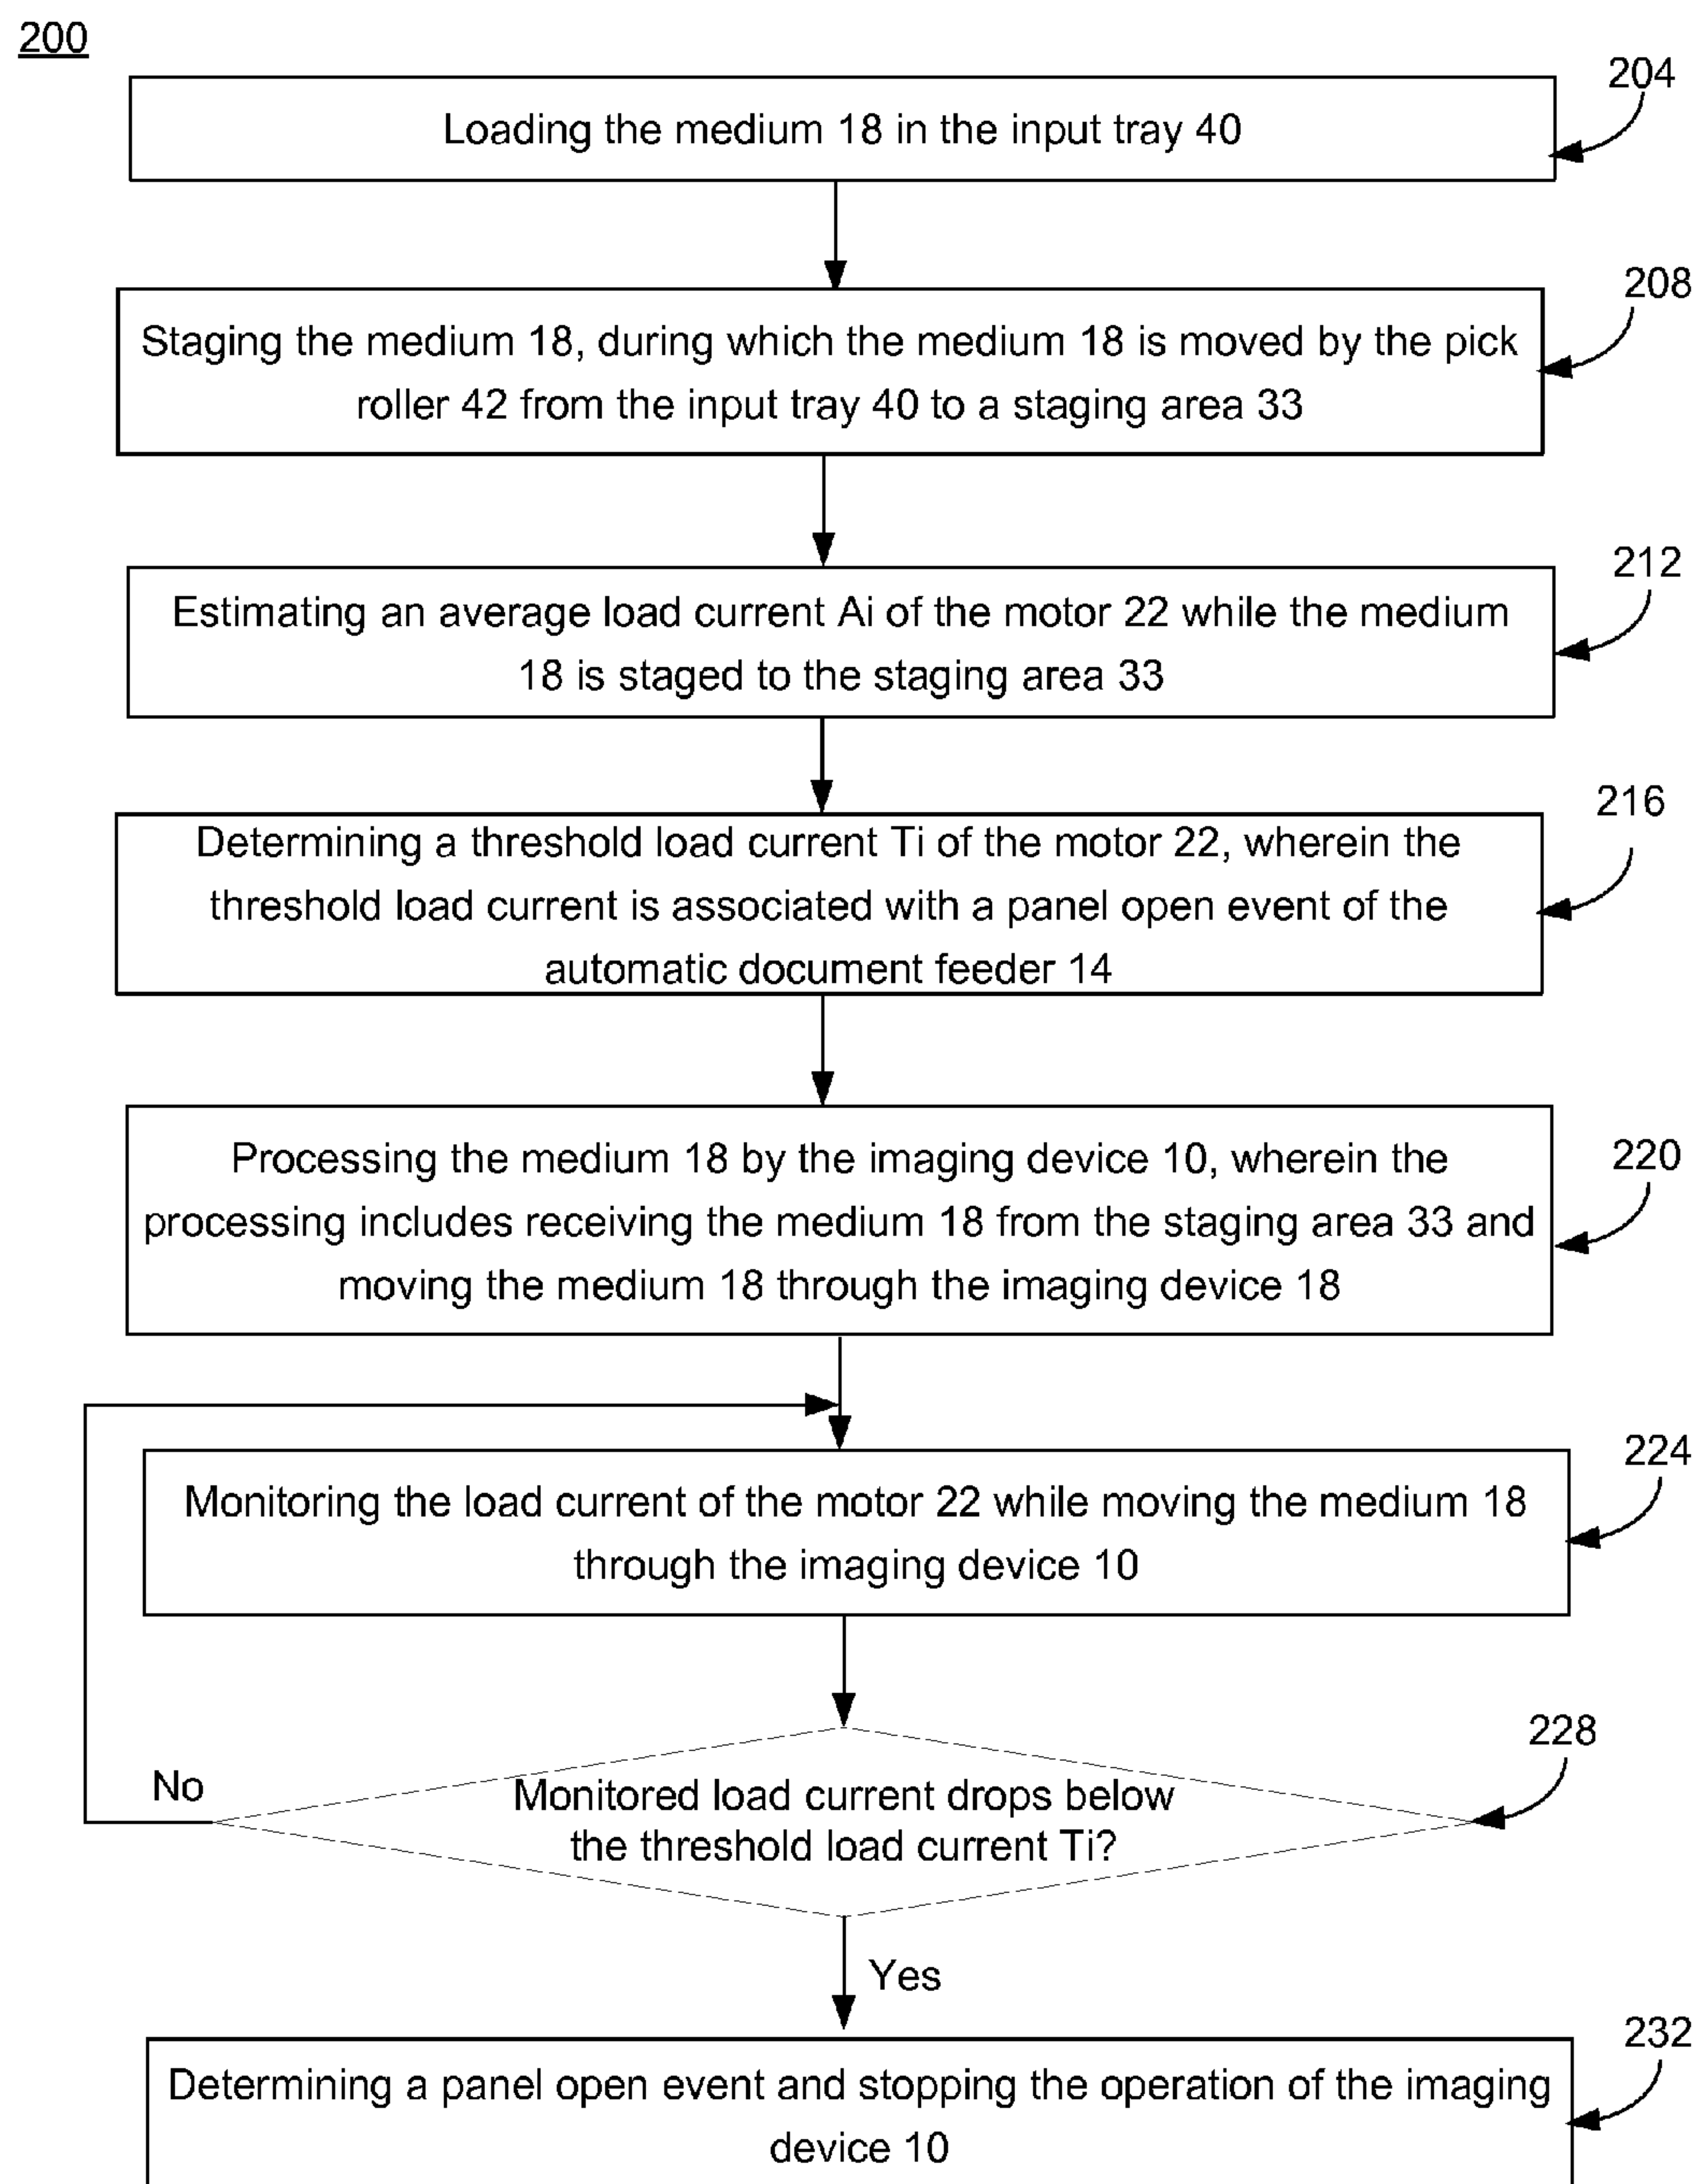 200
204
Loading the medium 18 in the input tray 40
208
Staging the medium 18, during which the medium 18 is moved by the pick
roller 42 from the input tray 40 to a staging area 33
212
Estimating an average load current Ai of the motor 22 while the medium
18 is staged to the staging area 33
216
Determining a threshold load current Ti of the motor 22, wherein the
threshold load current is associated with a panel open event of the
automatic document feeder 14
220
Processing the medium 18 by the imaging device 10, wherein the
processing includes receiving the medium 18 from the staging area 33 and
moving the medium 18 through the imaging device 18
224
Monitoring the load current of the motor 22 while moving the medium 18
through the imaging device 10
228
No
Monitored load current drops below
the threshold load current Ti?
Yes
232
Determining a panel open event and stopping the operation of the imaging
device 10